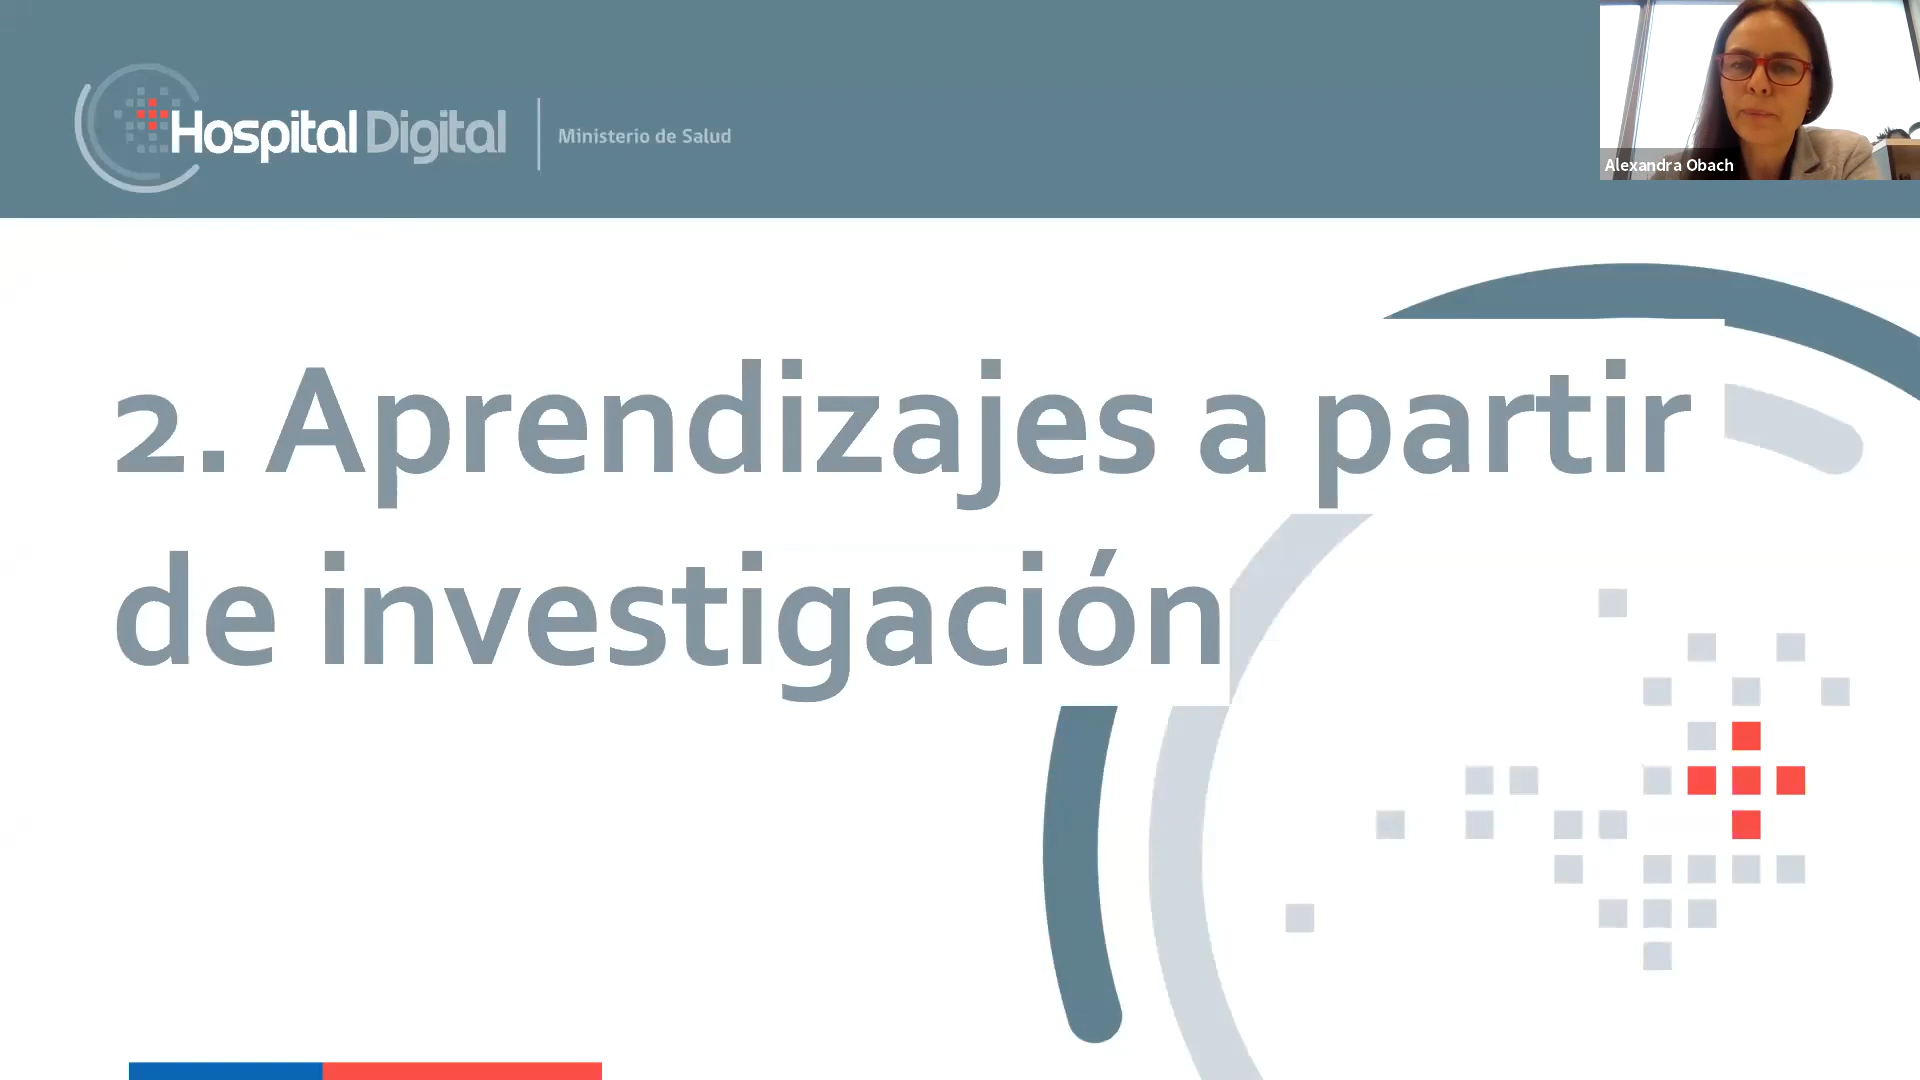 Hospital Digital
Ministerio de Salud
Alexandra Obach
2. Aprendizajes a partir
de investigación